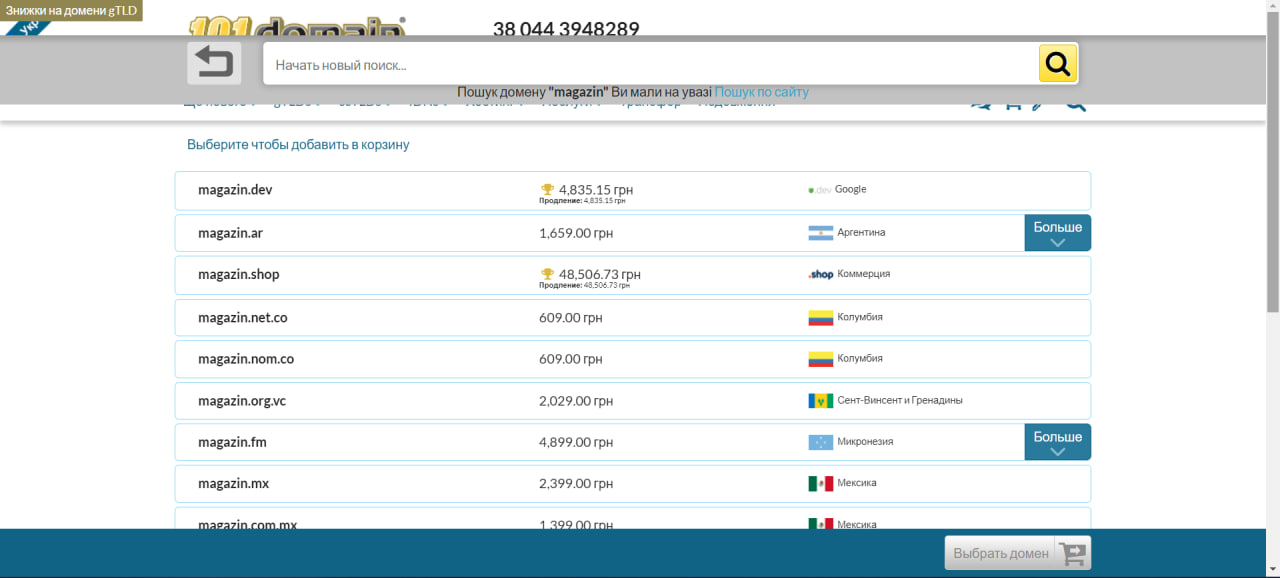 Знижки на домени gTLD
Укр
101domain
38 044 3948289
Начать новый поиск...
Пошук домену "magazin" Ви мали на увазі Пошук по сайту
Выберите чтобы добавить в корзину
magazin.dev 4,835.15 грн .dev Google
Продление: 4,835.15 грн
magazin.ar 1,659.00 грн Аргентина Больше
magazin.shop 48,506.73 грн .shop Коммерция
Продление: 48,506.73 грн
magazin.net.co 609.00 грн Колумбия
magazin.nom.co 609.00 грн Колумбия
magazin.org.vc 2,029.00 грн Сент-Винсент и Гренадины
magazin.fm 4,899.00 грн Микронезия Больше
magazin.mx 2,399.00 грн Мексика
magazin.com.mx 1,399.00 грн Мексика
Выбрать домен